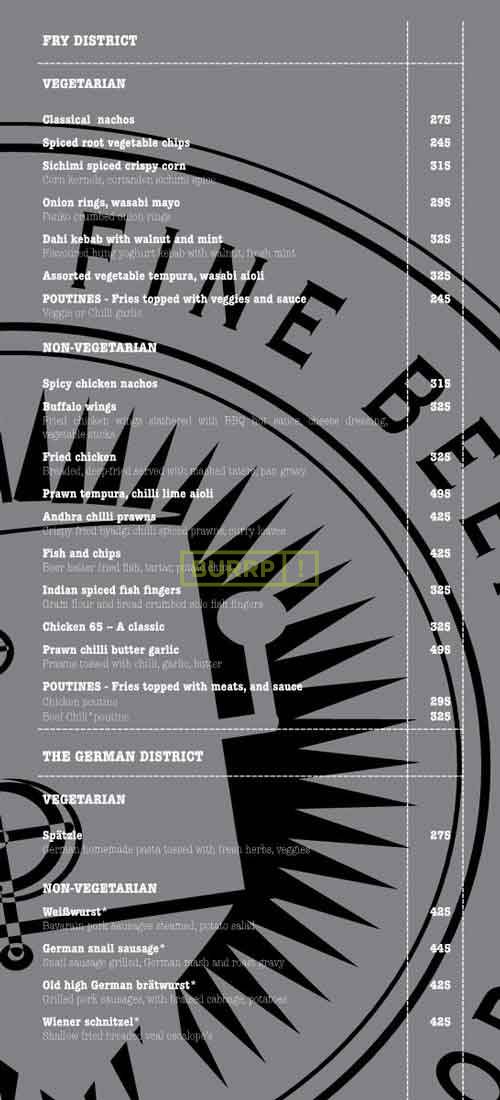 FRY DISTRICT
VEGETARIAN
Classical nachos 275
Spiced root vegetable chips 245
Sichimi spiced crispy corn 315
Corn kernels, coriander, sichimi spice
Onion rings, wasabi mayo 295
Panko crumbed onion rings
Dahi kebab with walnut and mint 325
Flavoured hung yoghurt kebab with walnut, fresh mint
Assorted vegetable tempura, wasabi aioli 325
POUTINES - Fries topped with veggies and sauce 245
Veggie or Chilli garlic
NON-VEGETARIAN
Spicy chicken nachos 315
Buffalo wings 325
Fried chicken wings slathered with BBQ hot sauce, cheese dressing,
vegetable sticks
Fried chicken 325
Breaded, deep-fried served with mashed taters, pan gravy
Prawn tempura, chilli lime aioli 495
Andhra chilli prawns 425
Crispy fried byadgi chilli spiced prawns, curry leaves
Fish and chips 425
Beer batter fried fish, tartar, potato chips
BURRP!
Indian spiced fish fingers 325
Gram flour and bread crumbed sole fish fingers
Chicken 65 – A classic 325
Prawn chilli butter garlic 495
Prawns tossed with chilli, garlic, butter
POUTINES - Fries topped with meats, and sauce
Chicken poutine 295
Beef Chili*poutine 325
THE GERMAN DISTRICT
VEGETARIAN
Spätzle 275
German homemade pasta tossed with fresh herbs, veggies
NON-VEGETARIAN
Weißwurst* 425
Bavarian pork sausages steamed, potato salad
German snail sausage* 445
Snail sausage grilled, German mash and roast gravy
Old high German brätwurst* 425
Grilled pork sausages, with braised cabbage, potatoes
Wiener schnitzel* 425
Shallow fried breaded veal escalope's
FINE BEE